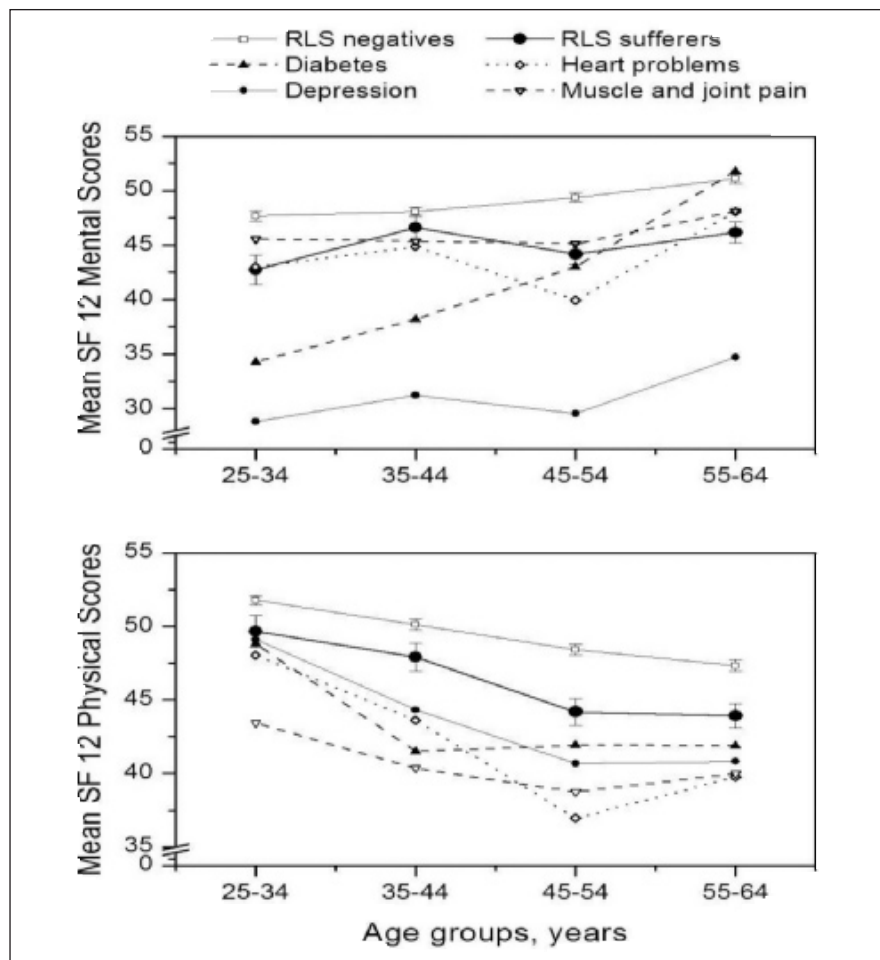 RLS negatives RLS sufferers
Diabetes Heart problems
Depression Muscle and joint pain
Mean SF 12 Mental Scores
55
50
45
40
35
30
0
25-34 35-44 45-54 55-64
Mean SF 12 Physical Scores
55
50
45
40
35
0
25-34 35-44 45-54 55-64
Age groups, years